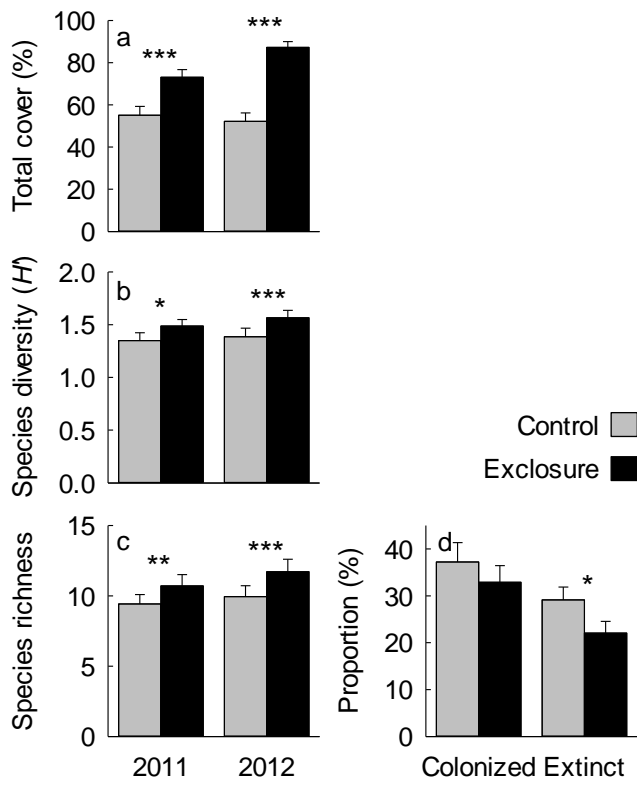 Total cover (%)
100
80
60
40
20
0
a
***
***
Species diversity (H')
2.0
1.5
1.0
0.5
0.0
b
*
***
Control
Exclosure
Species richness
15
10
5
0
c
**
***
2011 2012
Proportion (%)
40
30
20
10
0
d
*
Colonized Extinct